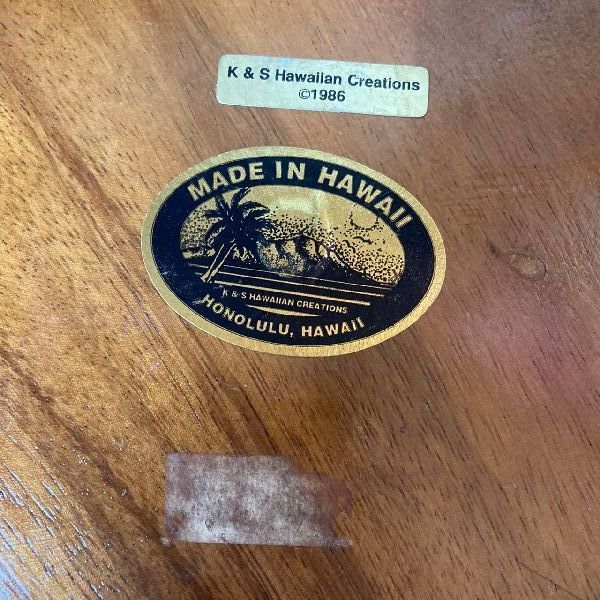 K & S Hawaiian Creations
©1986
MADE IN HAWAII
K & S HAWAIIAN CREATIONS
HONOLULU, HAWAII